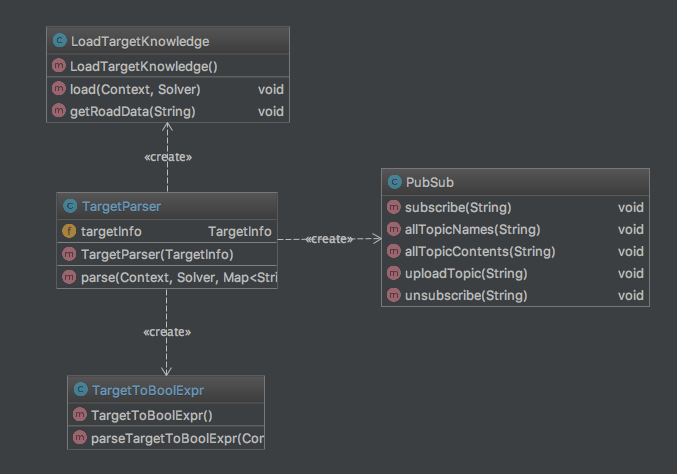 LoadTargetKnowledge
LoadTargetKnowledge()
load(Context, Solver) void
getRoadData(String) void
«create»
TargetParser
targetInfo TargetInfo
TargetParser(TargetInfo)
parse(Context, Solver, Map<Stri
«create»
PubSub
subscribe(String) void
allTopicNames(String) void
allTopicContents(String) void
uploadTopic(String) void
unsubscribe(String) void
«create»
TargetToBoolExpr
TargetToBoolExpr()
parseTargetToBoolExpr(Cor